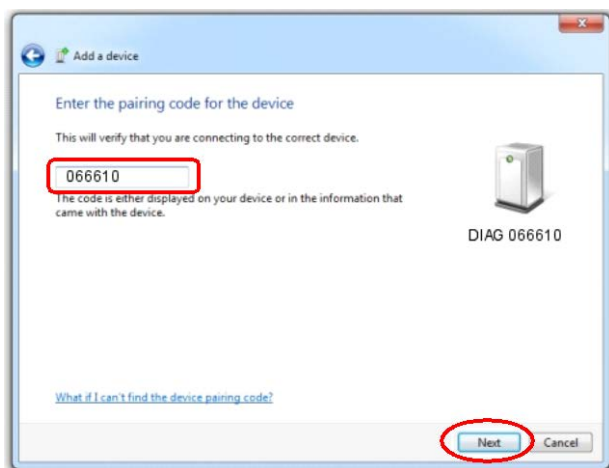 Add a device
Enter the pairing code for the device
This will verify that you are connecting to the correct device.
066610
The code is either displayed on your device or in the information that
came with the device.
DIAG 066610
What if I can't find the device pairing code?
Next
Cancel